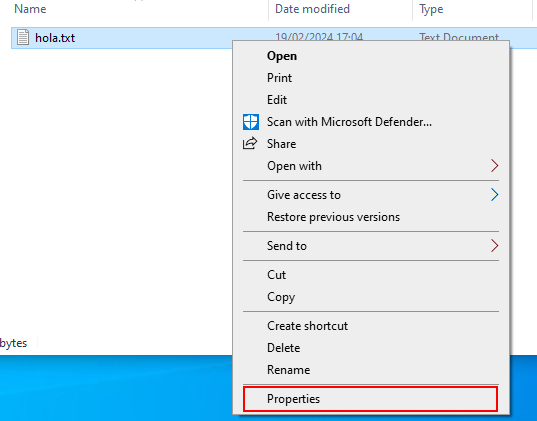 Name Date modified Type
hola.txt 19/02/2024 17:04 Text Document
Open
Print
Edit
Scan with Microsoft Defender...
Share
Open with
Give access to
Restore previous versions
Send to
Cut
Copy
Create shortcut
bytes
Delete
Rename
Properties